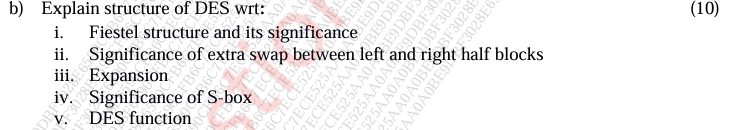 b) Explain structure of DES wrt: (10)
i. Fiestel structure and its significance
ii. Significance of extra swap between left and right half blocks
iii. Expansion
iv. Significance of S-box
v. DES function